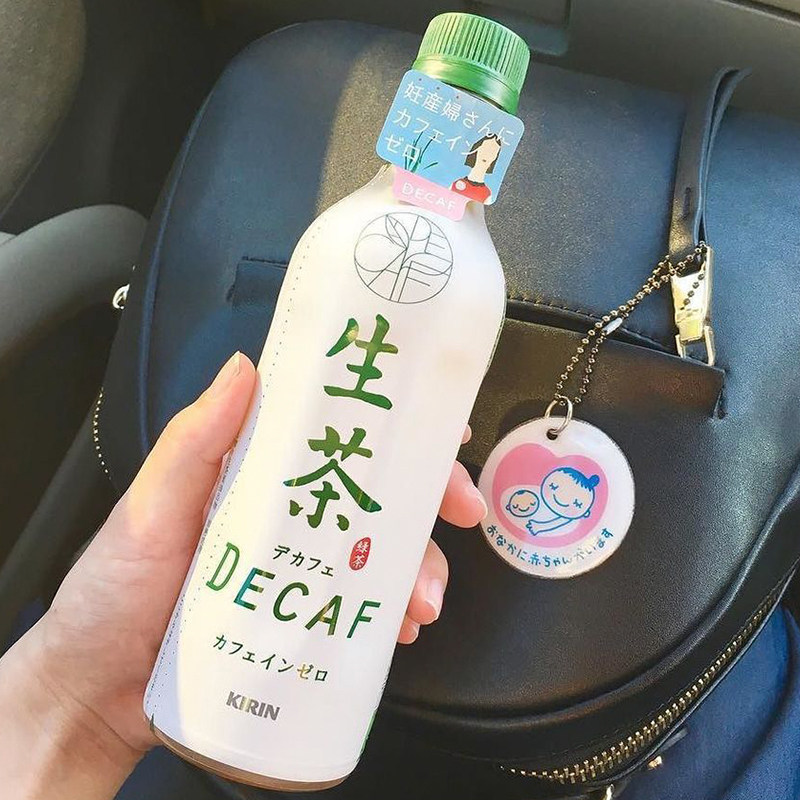 妊産婦さんに
カフェイン
ゼロ
DECAF
DECAF
生茶
デカフェ
緑茶
DECAF
カフェインゼロ
KIRIN
おなかに赤ちゃんがいます